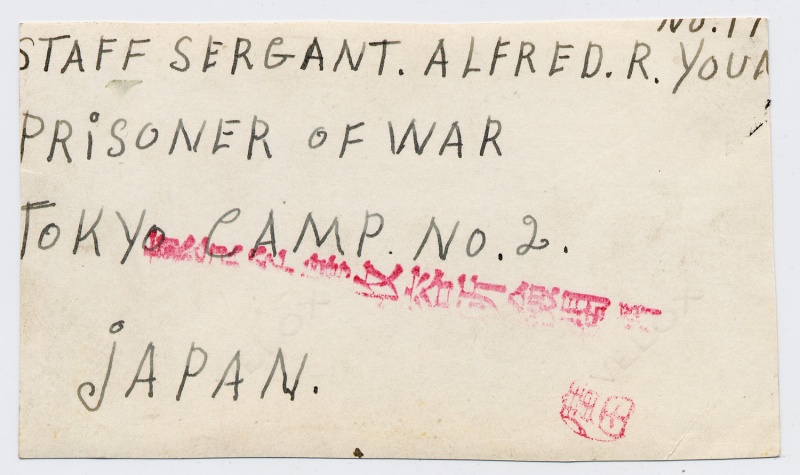 No. 17
STAFF SERGANT. ALFRED. R. YOUN
PRiSONER OF WAR
TOKYO CAMP. NO. 2.
JAPAN.